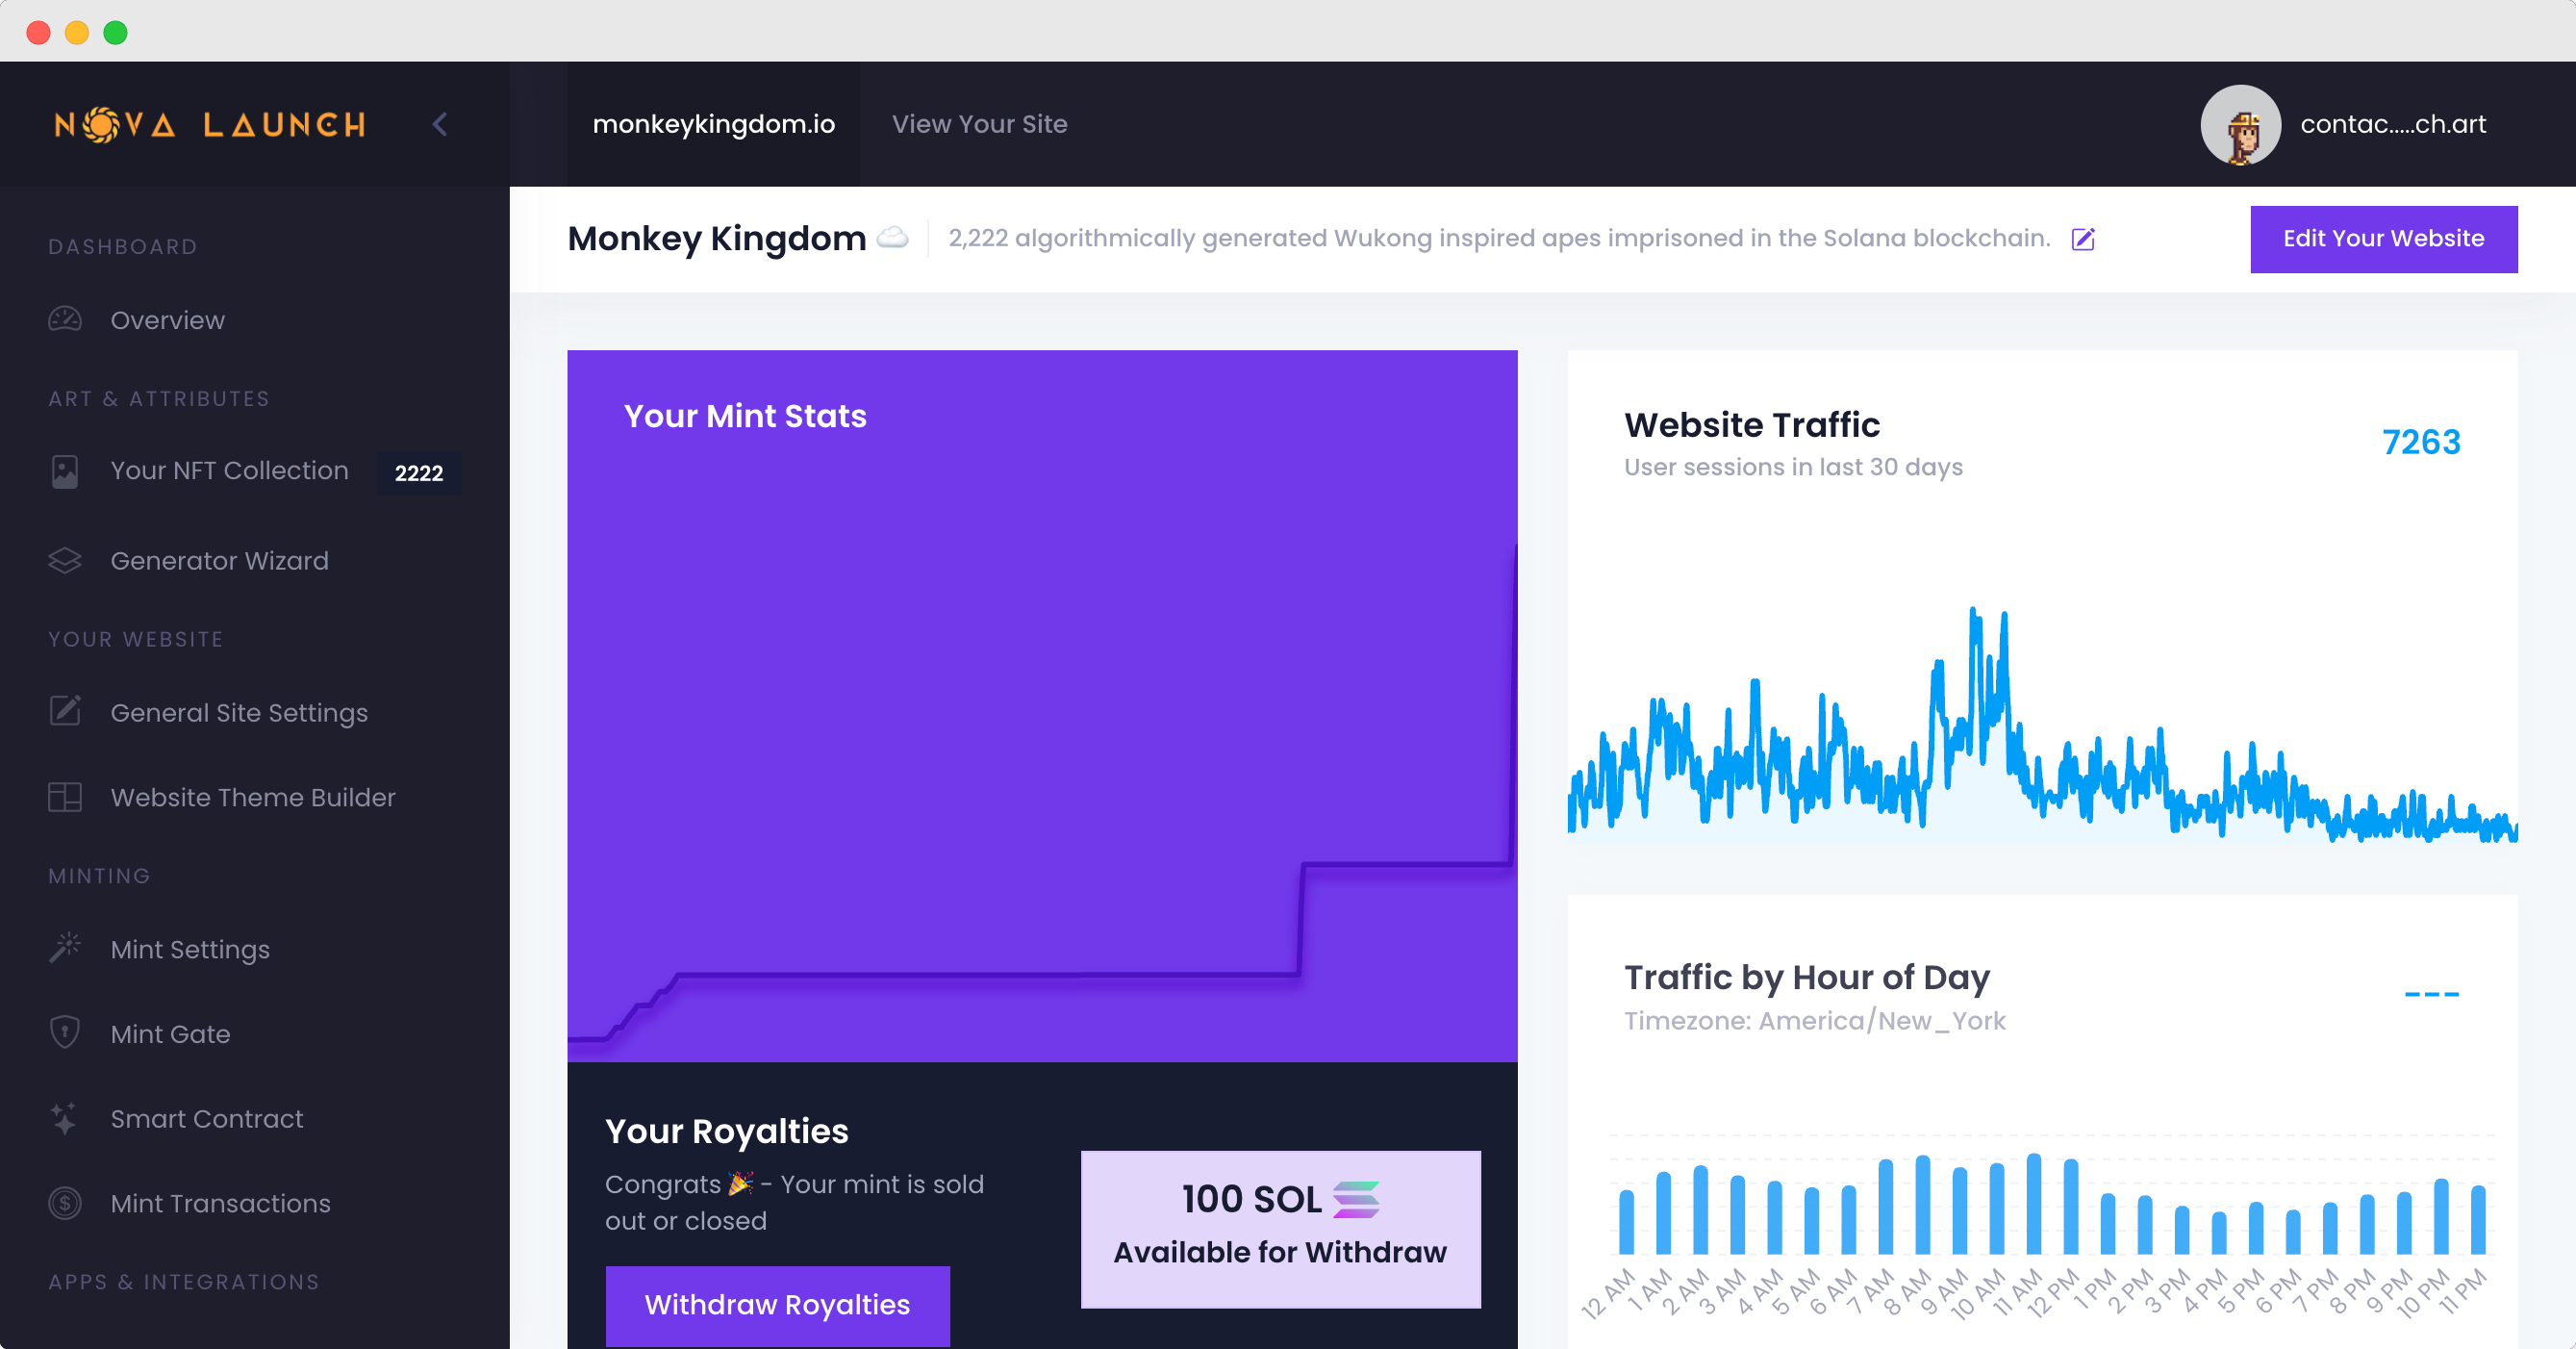 NOVA LAUNCH
monkeykingdom.io
View Your Site
contac.....ch.art
DASHBOARD
Overview
ART & ATTRIBUTES
Your NFT Collection
2222
Generator Wizard
YOUR WEBSITE
General Site Settings
Website Theme Builder
MINTING
Mint Settings
Mint Gate
Smart Contract
Mint Transactions
APPS & INTEGRATIONS
Monkey Kingdom
2,222 algorithmically generated Wukong inspired apes imprisoned in the Solana blockchain.
Edit Your Website
Your Mint Stats
Your Royalties
Congrats 🎉 - Your mint is sold
out or closed
Withdraw Royalties
100 SOL
Available for Withdraw
Website Traffic
User sessions in last 30 days
7263
Traffic by Hour of Day
Timezone: America/New_York
---
12 AM
1 AM
2 AM
3 AM
4 AM
5 AM
6 AM
7 AM
8 AM
9 AM
10 AM
11 AM
12 PM
1 PM
2 PM
3 PM
4 PM
5 PM
6 PM
7 PM
8 PM
9 PM
10 PM
11 PM